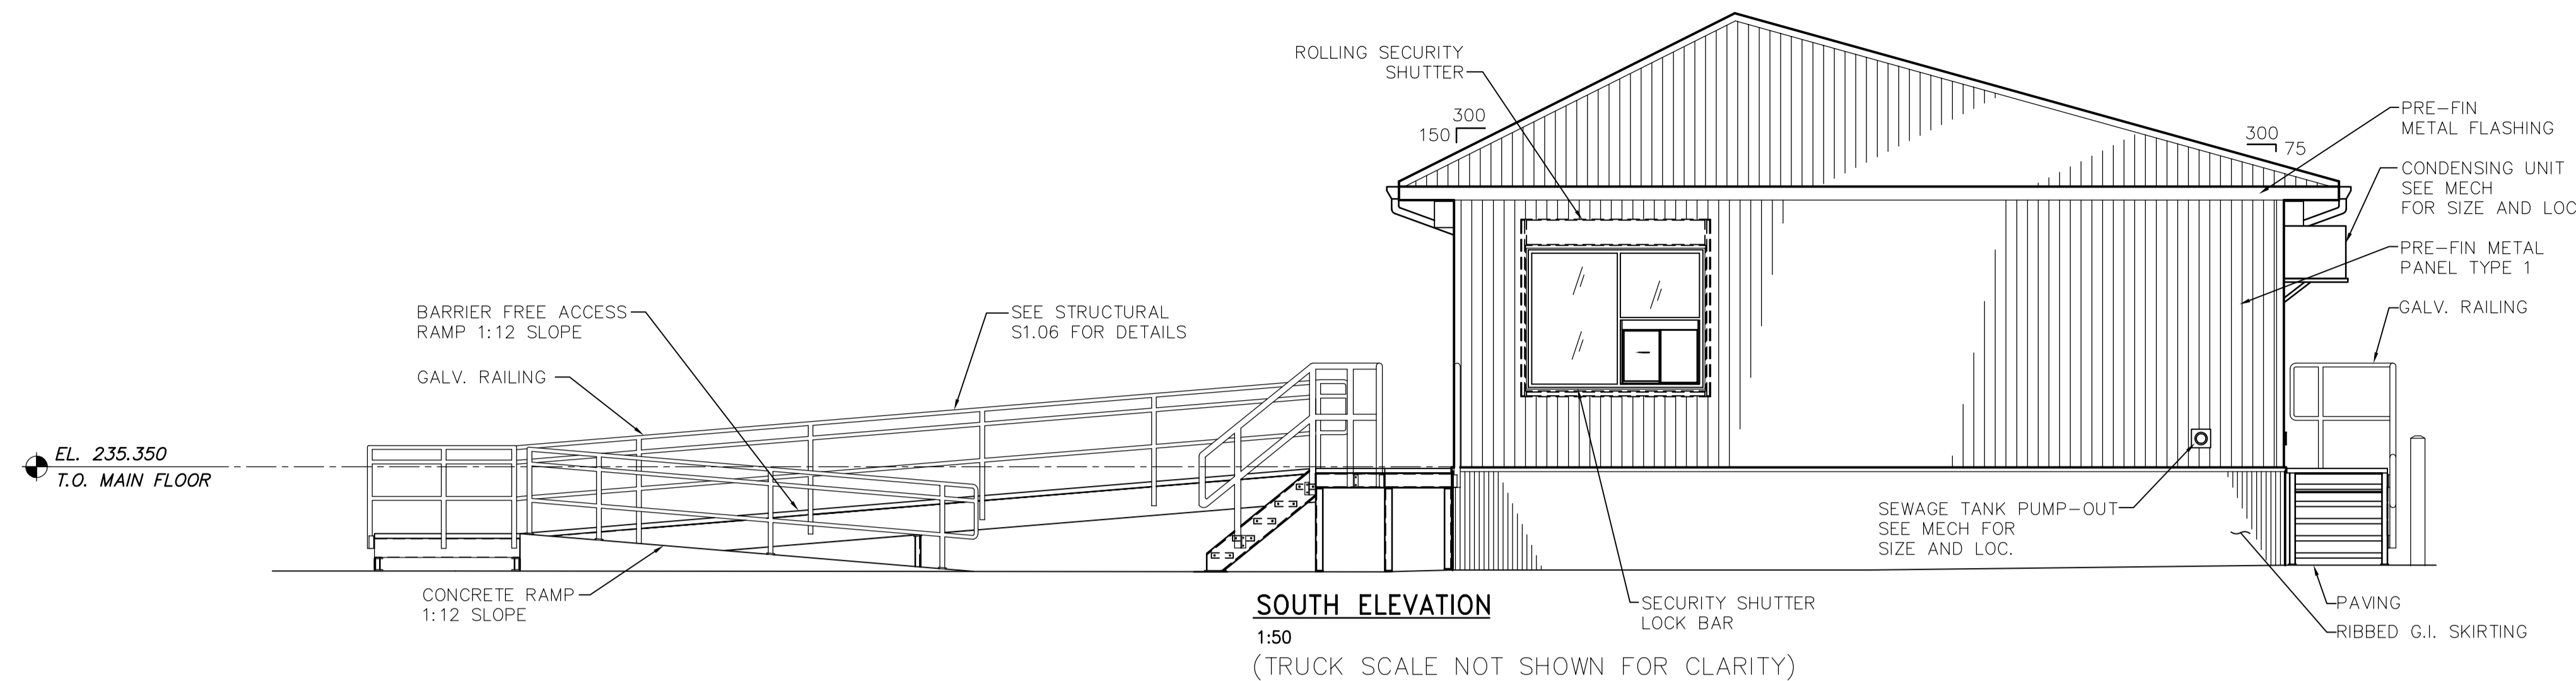 ROLLING SECURITY
SHUTTER
300
150
300
75
PRE-FIN
METAL FLASHING
CONDENSING UNIT
SEE MECH
FOR SIZE AND LOC
PRE-FIN METAL
PANEL TYPE 1
GALV. RAILING
BARRIER FREE ACCESS
RAMP 1:12 SLOPE
SEE STRUCTURAL
S1.06 FOR DETAILS
GALV. RAILING
EL. 235.350
T.O. MAIN FLOOR
SEWAGE TANK PUMP-OUT
SEE MECH FOR
SIZE AND LOC.
CONCRETE RAMP
1:12 SLOPE
SECURITY SHUTTER
LOCK BAR
PAVING
RIBBED G.I. SKIRTING
SOUTH ELEVATION
1:50
(TRUCK SCALE NOT SHOWN FOR CLARITY)